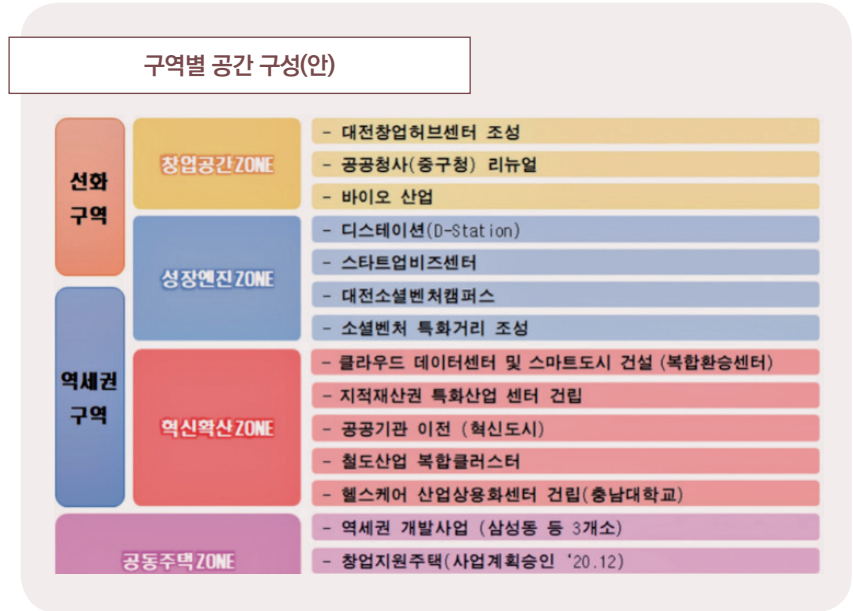 구역별 공간 구성(안)
선화
구역
창업공간ZONE
- 대전창업허브센터 조성
- 공공청사(중구청) 리뉴얼
- 바이오 산업
성장엔진ZONE
- 디스테이션(D-Station)
- 스타트업비즈센터
- 대전소셜벤처캠퍼스
- 소셜벤처 특화거리 조성
역세권
구역
혁신확산ZONE
- 클라우드 데이터센터 및 스마트도시 건설 (복합환승센터)
- 지적재산권 특화산업 센터 건립
- 공공기관 이전 (혁신도시)
- 철도산업 복합클러스터
- 헬스케어 산업상용화센터 건립(충남대학교)
공동주택ZONE
- 역세권 개발사업 (삼성동 등 3개소)
- 창업지원주택(사업계획승인 ‘20.12)